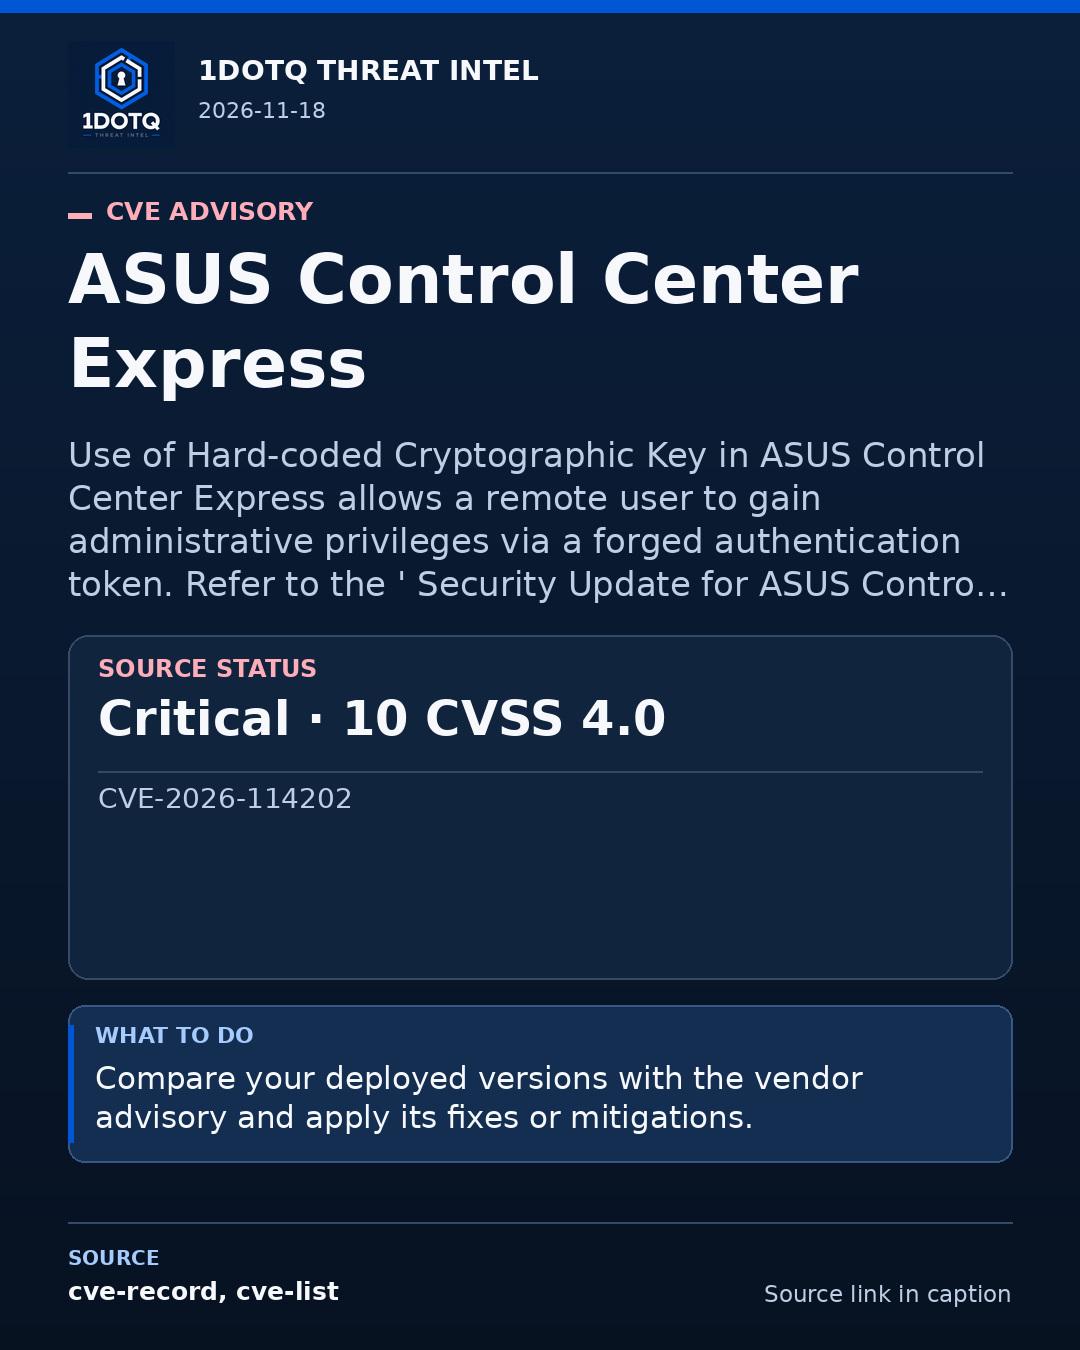 1DOTQ
THREAT INTEL
1DOTQ THREAT INTEL
2026-11-18
CVE ADVISORY
ASUS Control Center
Express
Use of Hard-coded Cryptographic Key in ASUS Control
Center Express allows a remote user to gain
administrative privileges via a forged authentication
token. Refer to the ' Security Update for ASUS Contro…
SOURCE STATUS
Critical · 10 CVSS 4.0
CVE-2026-114202
WHAT TO DO
Compare your deployed versions with the vendor
advisory and apply its fixes or mitigations.
SOURCE
cve-record, cve-list
Source link in caption